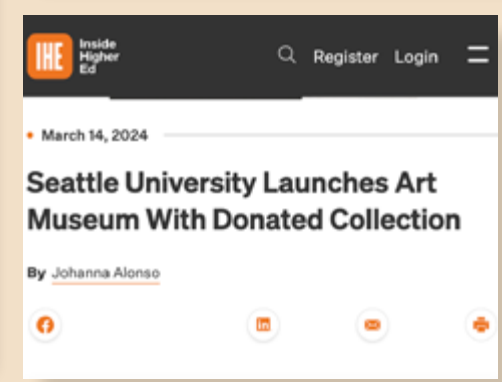 IHE
Inside
Higher
Ed
Register Login
March 14, 2024
Seattle University Launches Art
Museum With Donated Collection
By Johanna Alonso
in